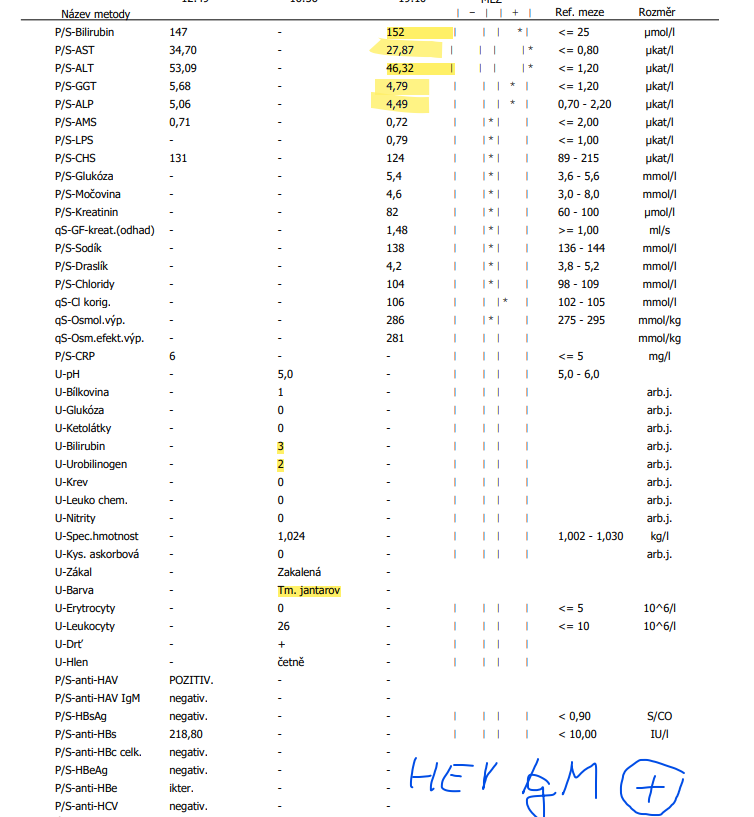 MEZ
Název metody − + Ref. meze Rozměr
P/S-Bilirubin 147 - 152 * <= 25 µmol/l
P/S-AST 34,70 - 27,87 * <= 0,80 µkat/l
P/S-ALT 53,09 - 46,32 * <= 1,20 µkat/l
P/S-GGT 5,68 - 4,79 * <= 1,20 µkat/l
P/S-ALP 5,06 - 4,49 * 0,70 - 2,20 µkat/l
P/S-AMS 0,71 - 0,72 * <= 2,00 µkat/l
P/S-LPS - - 0,79 * <= 1,00 µkat/l
P/S-CHS 131 - 124 * 89 - 215 µkat/l
P/S-Glukóza - - 5,4 * 3,6 - 5,6 mmol/l
P/S-Močovina - - 4,6 * 3,0 - 8,0 mmol/l
P/S-Kreatinin - - 82 * 60 - 100 µmol/l
qS-GF-kreat.(odhad) - - 1,48 * >= 1,00 ml/s
P/S-Sodík - - 138 * 136 - 144 mmol/l
P/S-Draslík - - 4,2 * 3,8 - 5,2 mmol/l
P/S-Chloridy - - 104 * 98 - 109 mmol/l
qS-Cl korig. - - 106 * 102 - 105 mmol/l
qS-Osmol.výp. - - 286 * 275 - 295 mmol/kg
qS-Osm.efekt.výp. - - 281 mmol/kg
P/S-CRP 6 - - <= 5 mg/l
U-pH - 5,0 - 5,0 - 6,0
U-Bílkovina - 1 - arb.j.
U-Glukóza - 0 - arb.j.
U-Ketolátky - 0 - arb.j.
U-Bilirubin - 3 - arb.j.
U-Urobilinogen - 2 - arb.j.
U-Krev - 0 - arb.j.
U-Leuko chem. - 0 - arb.j.
U-Nitrity - 0 - arb.j.
U-Spec.hmotnost - 1,024 - 1,002 - 1,030 kg/l
U-Kys. askorbová - 0 - arb.j.
U-Zákal - Zakalená -
U-Barva - Tm. jantarov -
U-Erytrocyty - 0 - <= 5 10^6/l
U-Leukocyty - 26 - <= 10 10^6/l
U-Drť - + -
U-Hlen - četně -
P/S-anti-HAV POZITIV. - -
P/S-anti-HAV IgM negativ. - -
P/S-HBsAg negativ. - - < 0,90 S/CO
P/S-anti-HBs 218,80 - - < 10,00 IU/l
P/S-anti-HBc celk. negativ. - -
P/S-HBeAg negativ. - - HEV IgM +
P/S-anti-HBe ikter. - -
P/S-anti-HCV negativ. - -